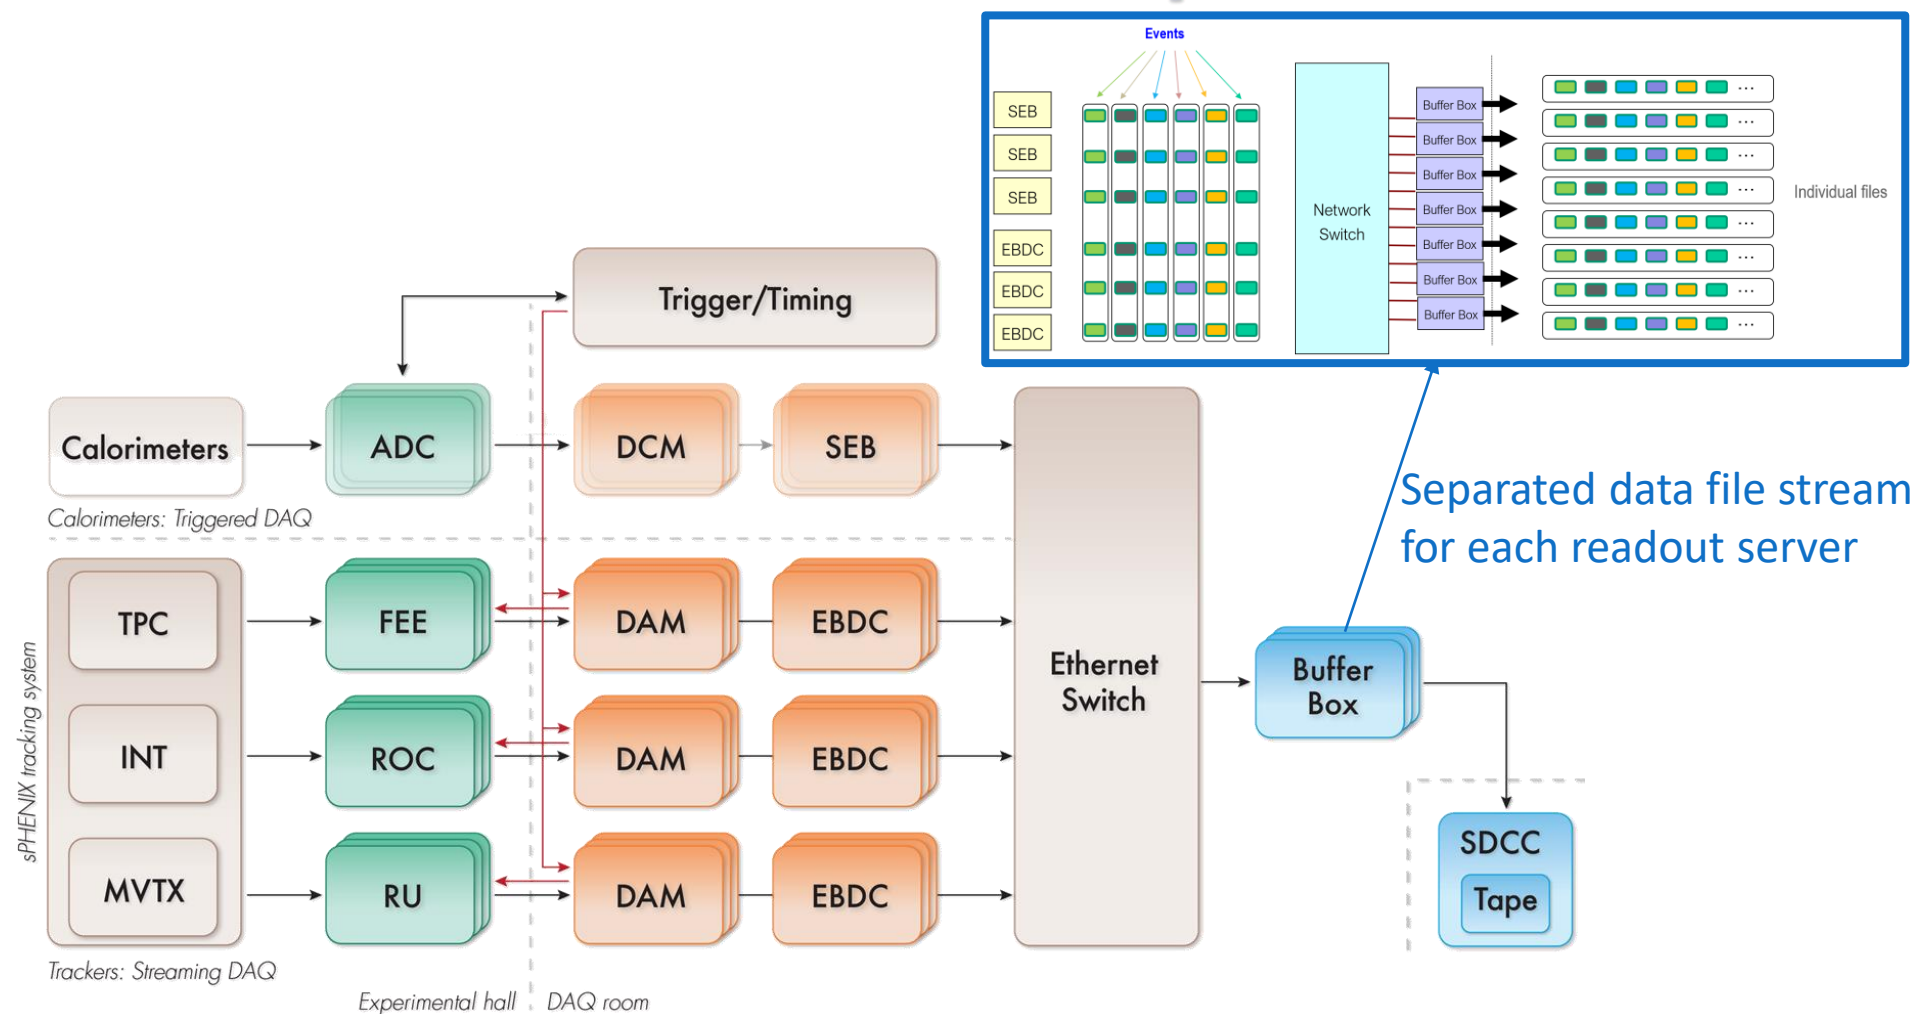 Events
SEB
SEB
SEB
EBDC
EBDC
EBDC
Network
Switch
Buffer Box
Buffer Box
Buffer Box
Buffer Box
Buffer Box
Buffer Box
Buffer Box
...
...
...
...
...
...
...
...
Individual files
Trigger/Timing
Calorimeters
ADC
DCM
SEB
Calorimeters: Triggered DAQ
Separated data file stream
for each readout server
sPHENIX tracking system
TPC
FEE
DAM
EBDC
INT
ROC
DAM
EBDC
MVTX
RU
DAM
EBDC
Ethernet
Switch
Buffer
Box
SDCC
Tape
Trackers: Streaming DAQ
Experimental hall
DAQ room